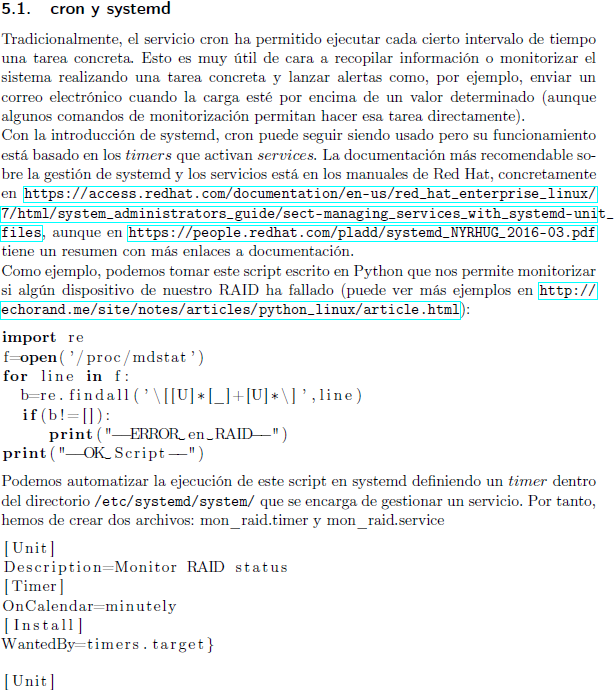 5.1. cron y systemd
Tradicionalmente, el servicio cron ha permitido ejecutar cada cierto intervalo de tiempo
una tarea concreta. Esto es muy útil de cara a recopilar información o monitorizar el
sistema realizando una tarea concreta y lanzar alertas como, por ejemplo, enviar un
correo electrónico cuando la carga esté por encima de un valor determinado (aunque
algunos comandos de monitorización permitan hacer esa tarea directamente).
Con la introducción de systemd, cron puede seguir siendo usado pero su funcionamiento
está basado en los timers que activan services. La documentación más recomendable so-
bre la gestión de systemd y los servicios está en los manuales de Red Hat, concretamente
en https://access.redhat.com/documentation/en-us/red_hat_enterprise_linux/
7/html/system_administrators_guide/sect-managing_services_with_systemd-unit_
files, aunque en https://people.redhat.com/pladd/systemd_NYRHUG_2016-03.pdf
tiene un resumen con más enlaces a documentación.
Como ejemplo, podemos tomar este script escrito en Python que nos permite monitorizar
si algún dispositivo de nuestro RAID ha fallado (puede ver más ejemplos en http://
echorand.me/site/notes/articles/python_linux/article.html):
import re
f=open('/proc/mdstat')
for line in f:
b=re.findall('\[[U]*[_]+[U]*\]',line)
if(b!=[]):
print("—ERROR_en_RAID—")
print("—OK_Script—")
Podemos automatizar la ejecución de este script en systemd definiendo un timer dentro
del directorio /etc/systemd/system/ que se encarga de gestionar un servicio. Por tanto,
hemos de crear dos archivos: mon_raid.timer y mon_raid.service
[Unit]
Description=Monitor RAID status
[Timer]
OnCalendar=minutely
[Install]
WantedBy=timers.target}
[Unit]